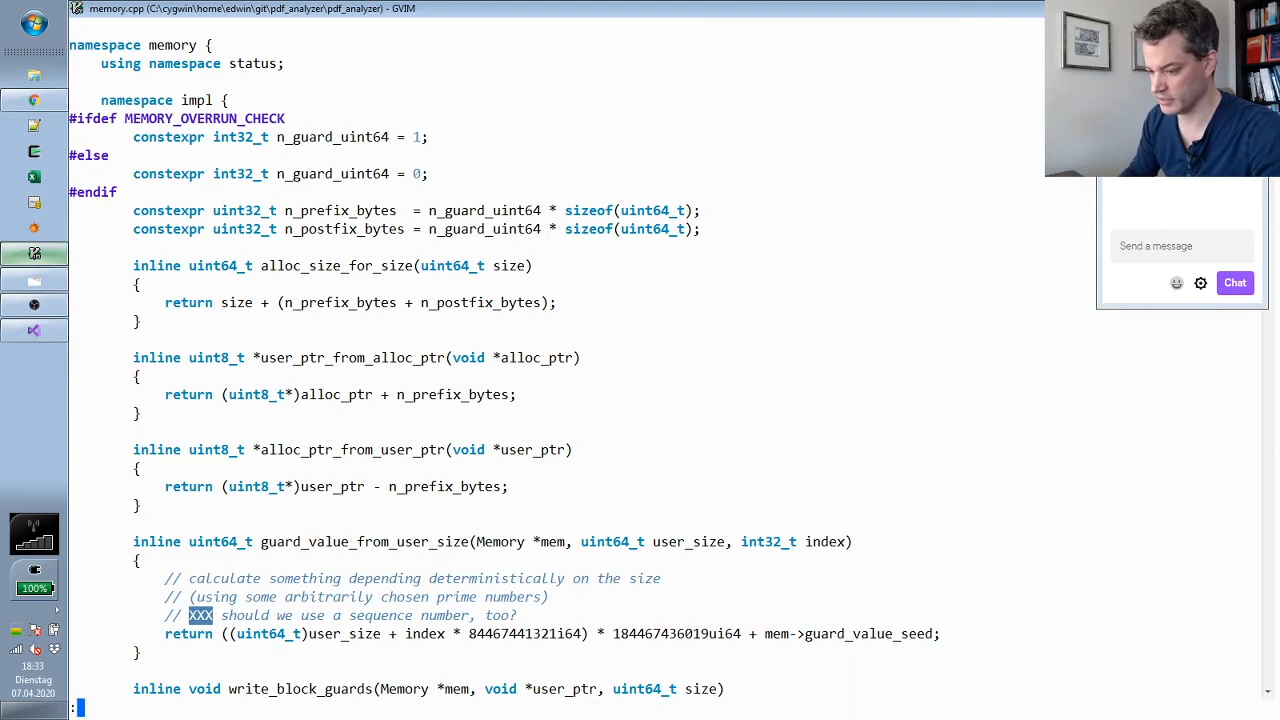 memory.cpp (C:\cygwin\home\edwin\git\pdf_analyzer\pdf_analyzer) - GVIM
namespace memory {
using namespace status;
namespace impl {
#ifdef MEMORY_OVERRUN_CHECK
constexpr int32_t n_guard_uint64 = 1;
#else
constexpr int32_t n_guard_uint64 = 0;
#endif
constexpr uint32_t n_prefix_bytes  = n_guard_uint64 * sizeof(uint64_t);
constexpr uint32_t n_postfix_bytes = n_guard_uint64 * sizeof(uint64_t);
inline uint64_t alloc_size_for_size(uint64_t size)
{
return size + (n_prefix_bytes + n_postfix_bytes);
}
inline uint8_t *user_ptr_from_alloc_ptr(void *alloc_ptr)
{
return (uint8_t*)alloc_ptr + n_prefix_bytes;
}
inline uint8_t *alloc_ptr_from_user_ptr(void *user_ptr)
{
return (uint8_t*)user_ptr - n_prefix_bytes;
}
inline uint64_t guard_value_from_user_size(Memory *mem, uint64_t user_size, int32_t index)
{
// calculate something depending deterministically on the size
// (using some arbitrarily chosen prime numbers)
// XXX should we use a sequence number, too?
return ((uint64_t)user_size + index * 84467441321i64) * 184467436019ui64 + mem->guard_value_seed;
}
inline void write_block_guards(Memory *mem, void *user_ptr, uint64_t size)
:
Send a message
Chat
100%
18:33
Dienstag
07.04.2020